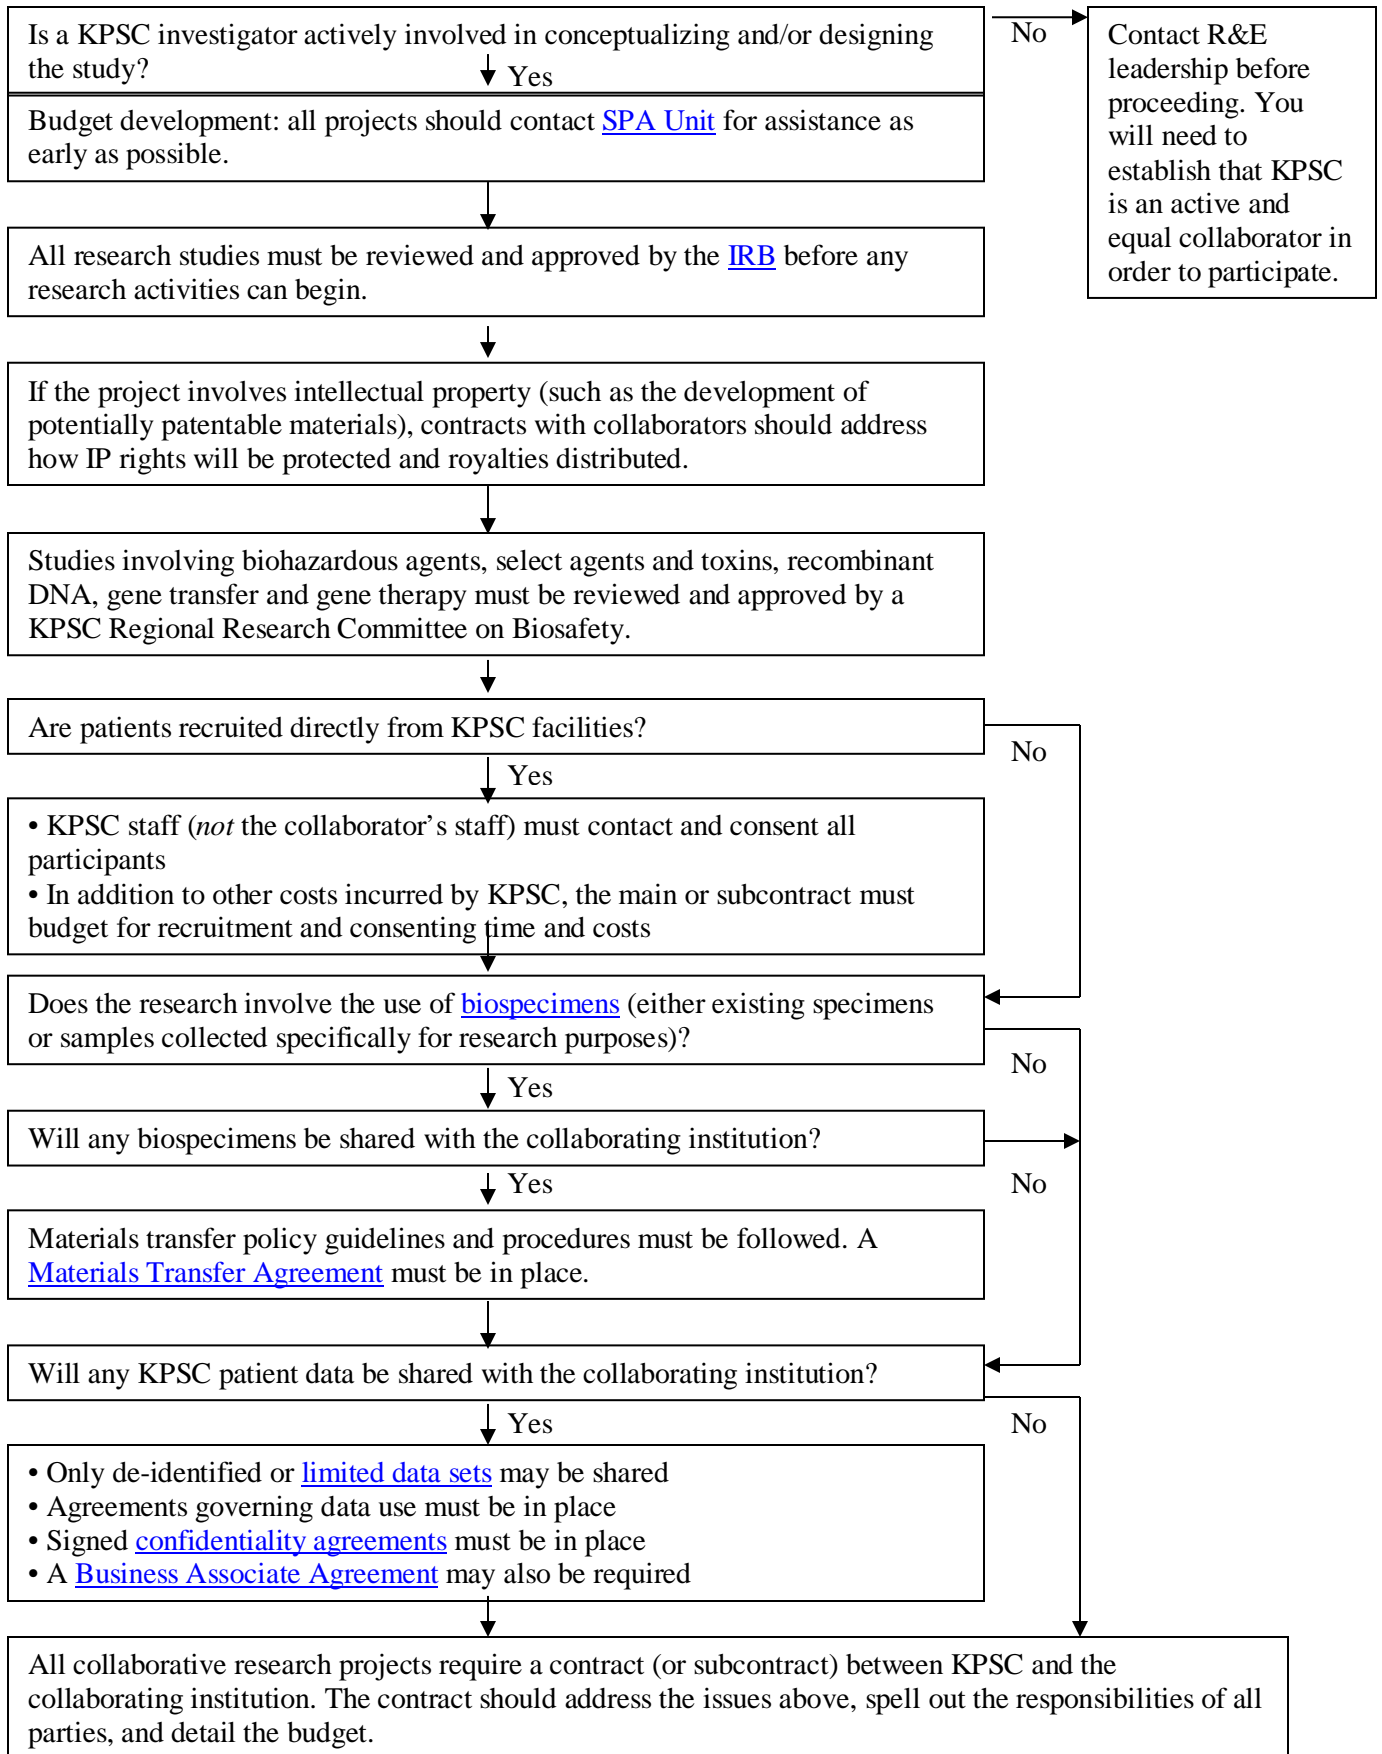 Is a KPSC investigator actively involved in conceptualizing and/or designing
the study?
Yes
No
Contact R&E
leadership before
proceeding. You
will need to
establish that KPSC
is an active and
equal collaborator in
order to participate.
Budget development: all projects should contact SPA Unit for assistance as
early as possible.
All research studies must be reviewed and approved by the IRB before any
research activities can begin.
If the project involves intellectual property (such as the development of
potentially patentable materials), contracts with collaborators should address
how IP rights will be protected and royalties distributed.
Studies involving biohazardous agents, select agents and toxins, recombinant
DNA, gene transfer and gene therapy must be reviewed and approved by a
KPSC Regional Research Committee on Biosafety.
Are patients recruited directly from KPSC facilities?
No
Yes
• KPSC staff (not the collaborator’s staff) must contact and consent all
participants
• In addition to other costs incurred by KPSC, the main or subcontract must
budget for recruitment and consenting time and costs
Does the research involve the use of biospecimens (either existing specimens
or samples collected specifically for research purposes)?
No
Yes
Will any biospecimens be shared with the collaborating institution?
Yes
No
Materials transfer policy guidelines and procedures must be followed. A
Materials Transfer Agreement must be in place.
Will any KPSC patient data be shared with the collaborating institution?
Yes
No
• Only de-identified or limited data sets may be shared
• Agreements governing data use must be in place
• Signed confidentiality agreements must be in place
• A Business Associate Agreement may also be required
All collaborative research projects require a contract (or subcontract) between KPSC and the
collaborating institution. The contract should address the issues above, spell out the responsibilities of all
parties, and detail the budget.